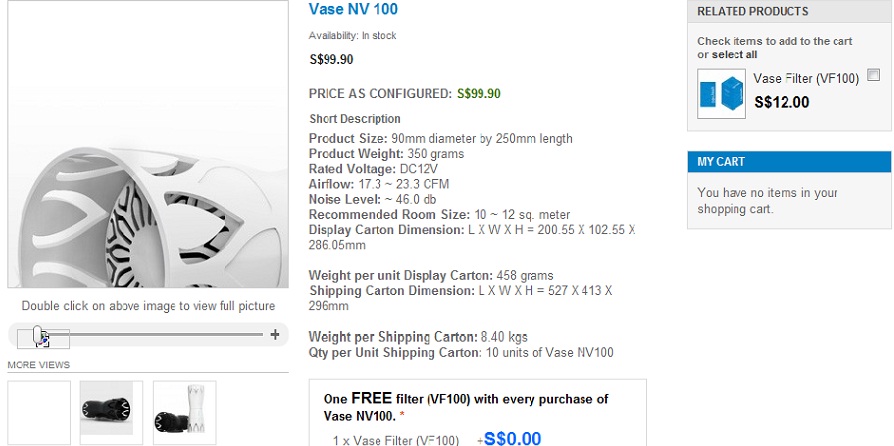 Vase NV 100
Availability: In stock
S$99.90
PRICE AS CONFIGURED: S$99.90
Short Description
Product Size: 90mm diameter by 250mm length
Product Weight: 350 grams
Rated Voltage: DC12V
Airflow: 17.3 ~ 23.3 CFM
Noise Level: ~ 46.0 db
Recommended Room Size: 10 ~ 12 sq. meter
Display Carton Dimension: L X W X H = 200.55 X 102.55 X
286.05mm
Weight per unit Display Carton: 458 grams
Shipping Carton Dimension: L X W X H = 527 X 413 X
296mm
Weight per Shipping Carton: 8.40 kgs
Qty per Unit Shipping Carton: 10 units of Vase NV100
One FREE filter (VF100) with every purchase of
Vase NV100. *
1 x Vase Filter (VF100) +S$0.00
Double click on above image to view full picture
+
MORE VIEWS
RELATED PRODUCTS
Check items to add to the cart
or select all
Vase Filter (VF100)
S$12.00
MY CART
You have no items in your
shopping cart.